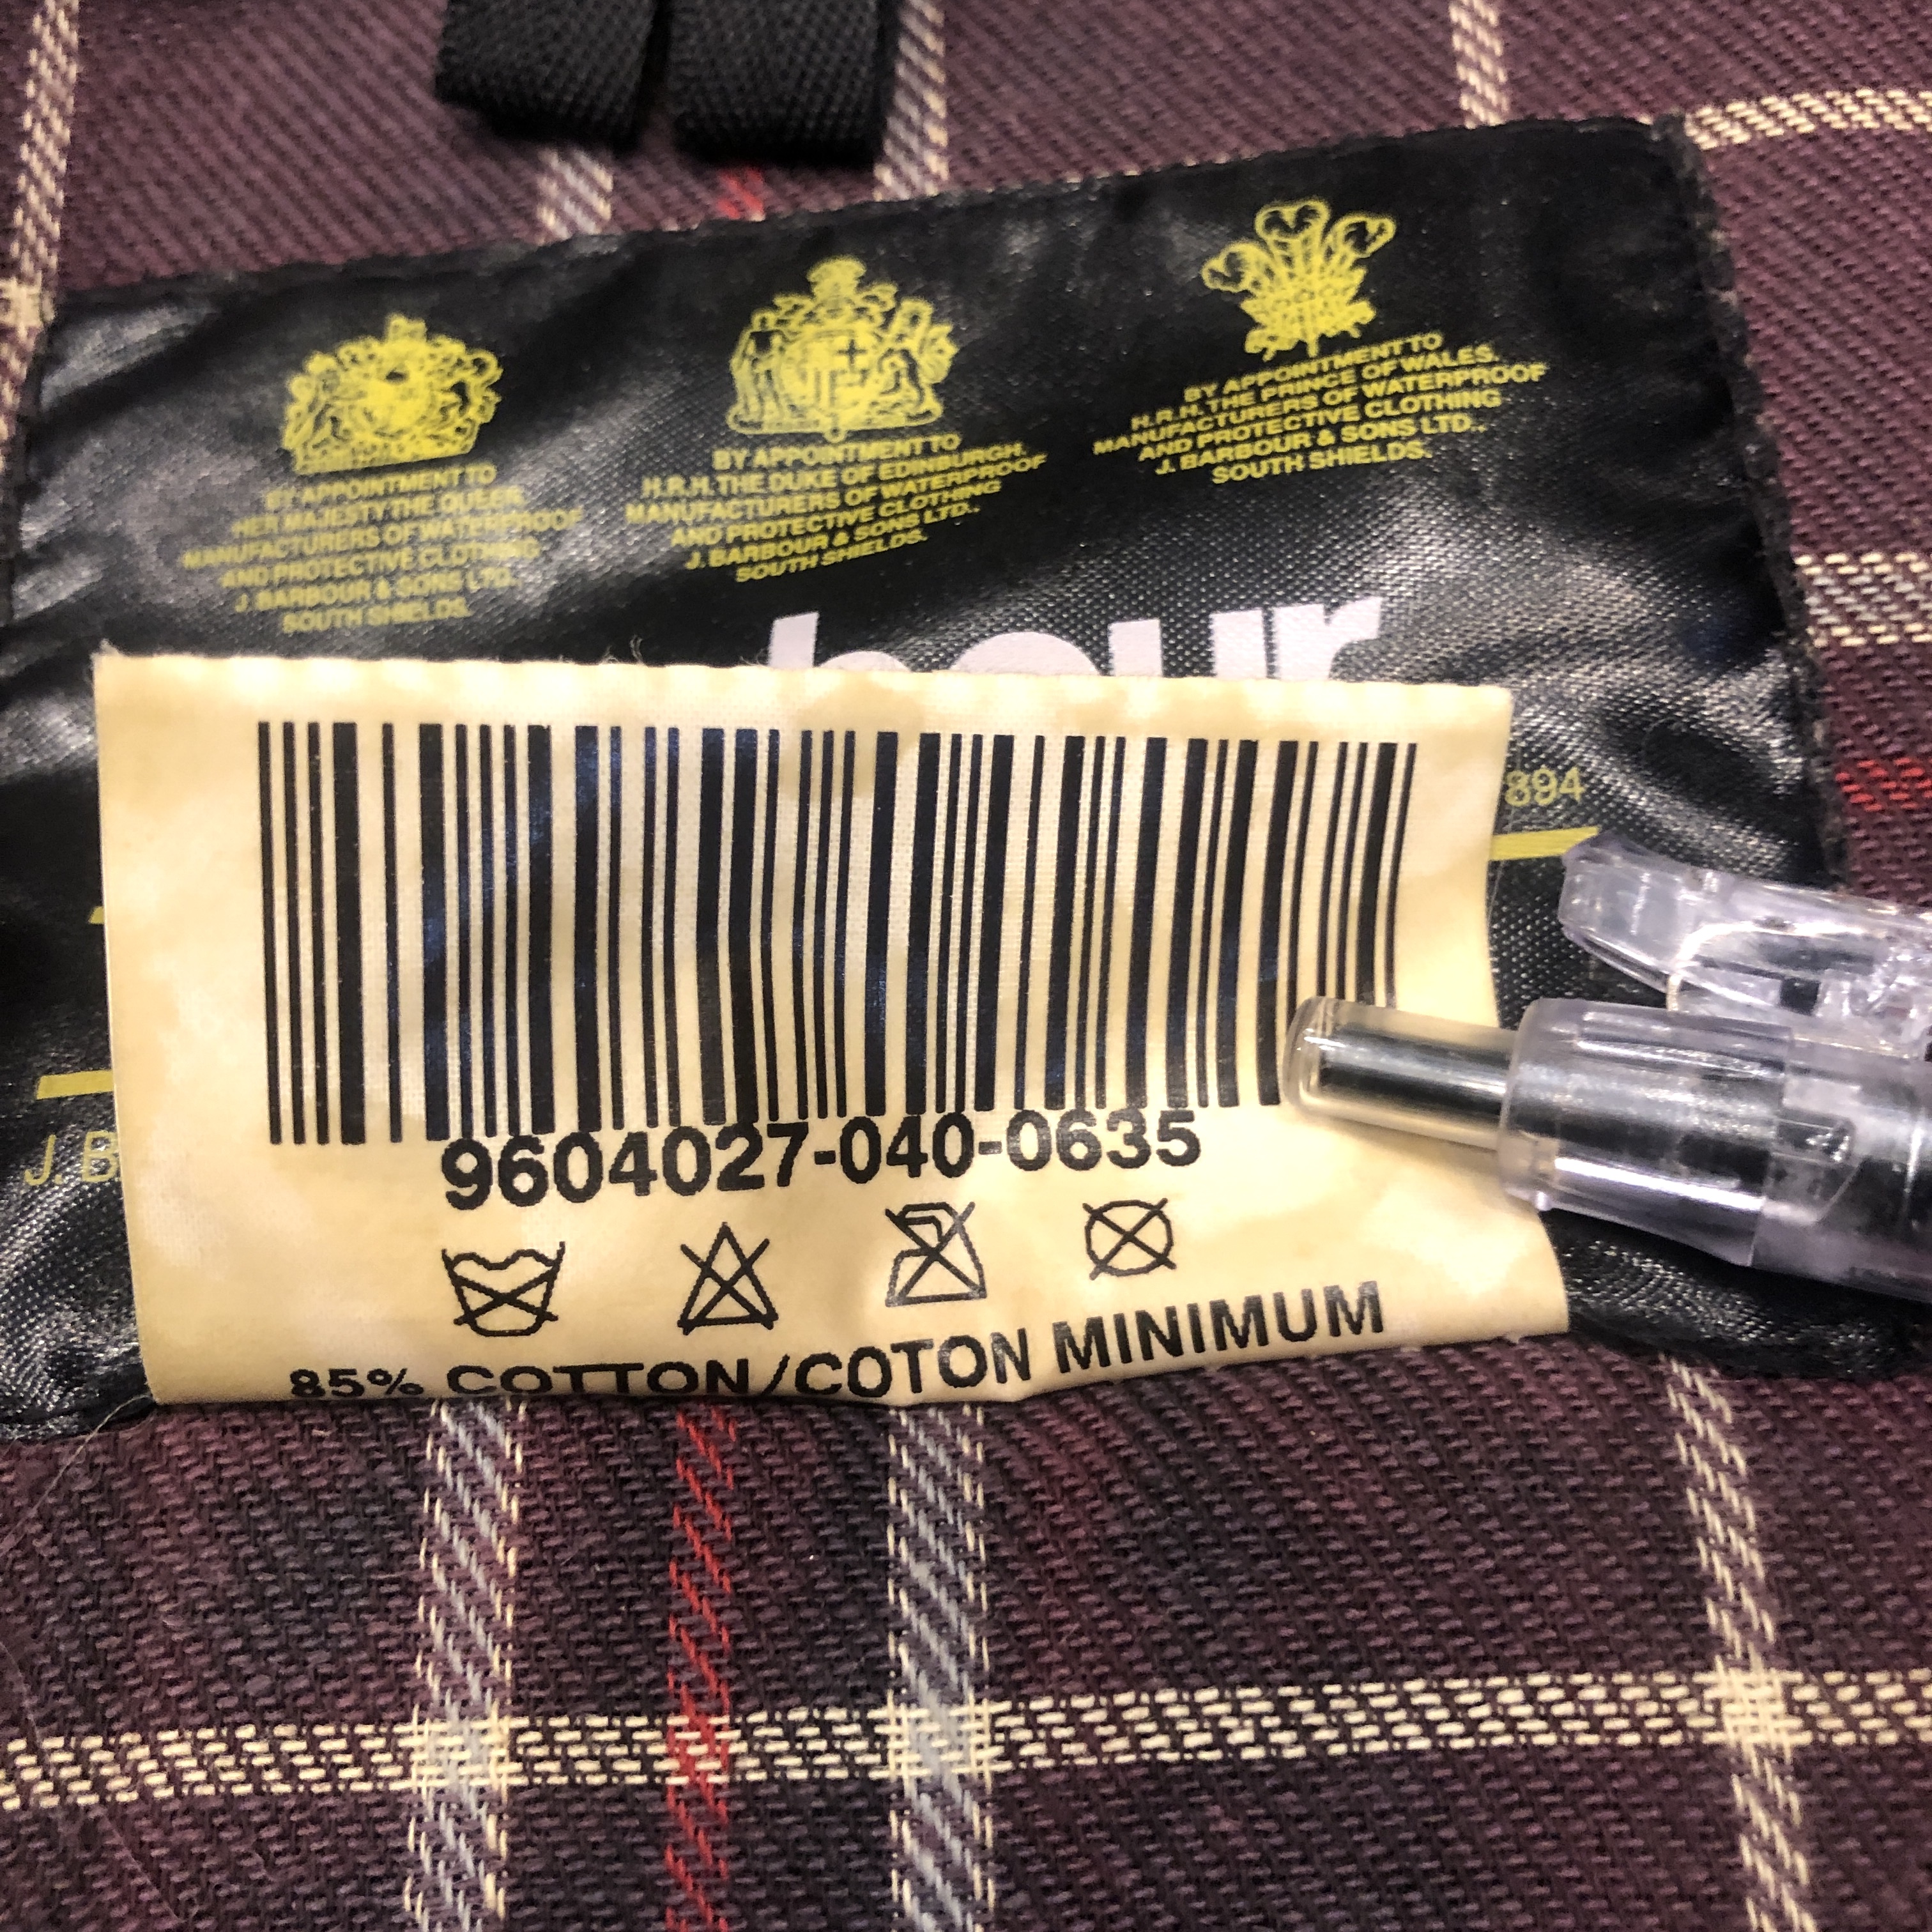 BY APPOINTMENT TO
HER MAJESTY THE QUEEN.
MANUFACTURERS OF WATERPROOF
AND PROTECTIVE CLOTHING
J. BARBOUR & SONS LTD.,
SOUTH SHIELDS.
BY APPOINTMENT TO
H.R.H. THE DUKE OF EDINBURGH.
MANUFACTURERS OF WATERPROOF
AND PROTECTIVE CLOTHING
J. BARBOUR & SONS LTD.,
SOUTH SHIELDS.
BY APPOINTMENT TO
H.R.H. THE PRINCE OF WALES.
MANUFACTURERS OF WATERPROOF
AND PROTECTIVE CLOTHING
J. BARBOUR & SONS LTD.,
SOUTH SHIELDS.
bour
894
J. B
9604027-040-0635
85% COTTON/COTON MINIMUM